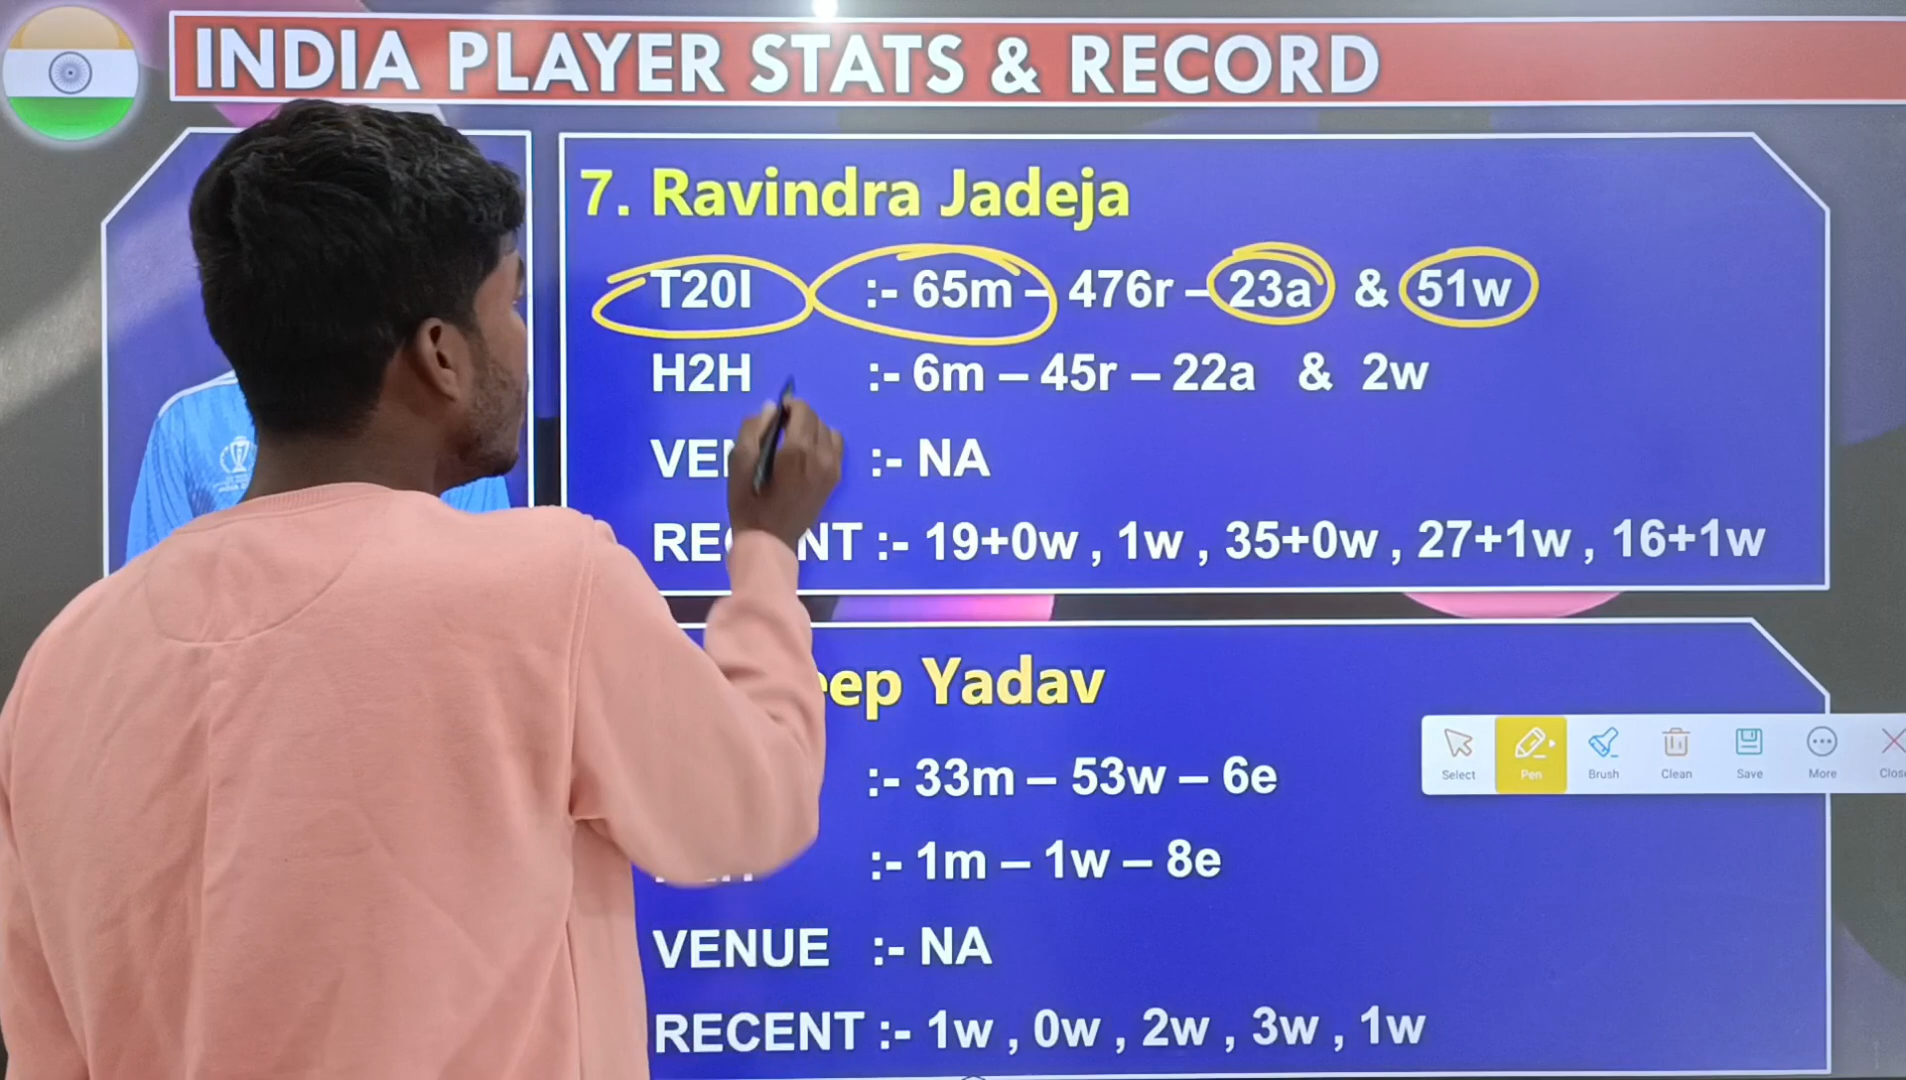 INDIA PLAYER STATS & RECORD
7. Ravindra Jadeja
T20I :- 65m – 476r – 23a & 51w
H2H :- 6m – 45r – 22a & 2w
:- NA
:- 19+0w , 1w , 35+0w , 27+1w , 16+1w
Yadav
:- 33m – 53w – 6e
:- 1m – 1w – 8e
VENUE :- NA
RECENT :- 1w , 0w , 2w , 3w , 1w
Select
Pen
Brush
Clean
Save
More